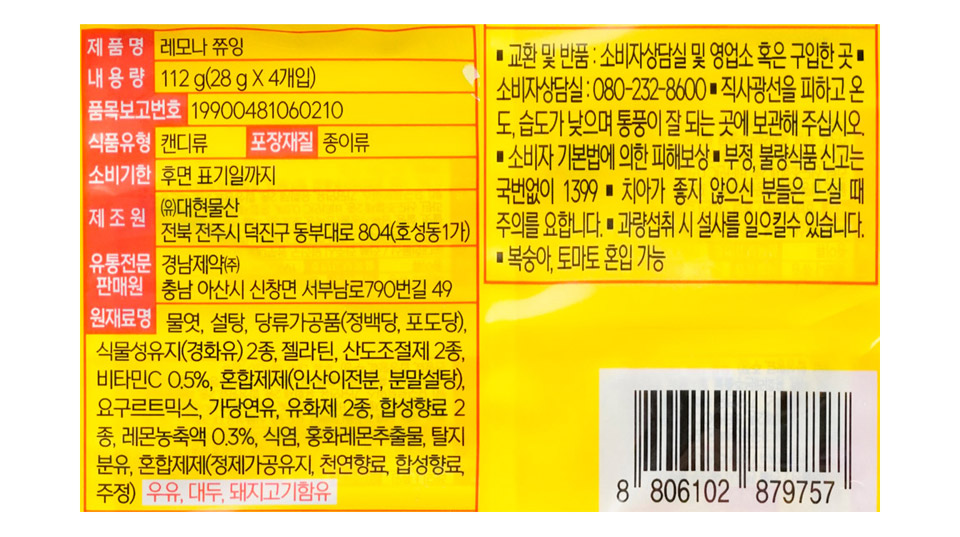 제품명 레모나 쮸잉
내용량 112 g(28 g X 4개입)
품목보고번호 19900481060210
식품유형 캔디류 포장재질 종이류
소비기한 후면 표기일까지
제조원 ㈲대현물산
전북 전주시 덕진구 동부대로 804(호성동1가)
유통전문 경남제약㈜
판매원 충남 아산시 신창면 서부남로790번길 49
원재료명 물엿, 설탕, 당류가공품(정백당, 포도당),
식물성유지(경화유) 2종, 젤라틴, 산도조절제 2종,
비타민C 0.5%, 혼합제제(인산이전분, 분말설탕),
요구르트믹스, 가당연유, 유화제 2종, 합성향료 2
종, 레몬농축액 0.3%, 식염, 홍화레몬추출물, 탈지
분유, 혼합제제(정제가공유지, 천연향료, 합성향료,
주정) 우유, 대두, 돼지고기함유
▪ 교환 및 반품 : 소비자상담실 및 영업소 혹은 구입한 곳 ▪
소비자상담실 : 080-232-8600 ▪ 직사광선을 피하고 온
도, 습도가 낮으며 통풍이 잘 되는 곳에 보관해 주십시오.
▪ 소비자 기본법에 의한 피해보상 ▪ 부정, 불량식품 신고는
국번없이 1399 ▪ 치아가 좋지 않으신 분들은 드실 때
주의를 요합니다. ▪ 과량섭취 시 설사를 일으킬수 있습니다.
▪ 복숭아, 토마토 혼입 가능
8 806102 879757